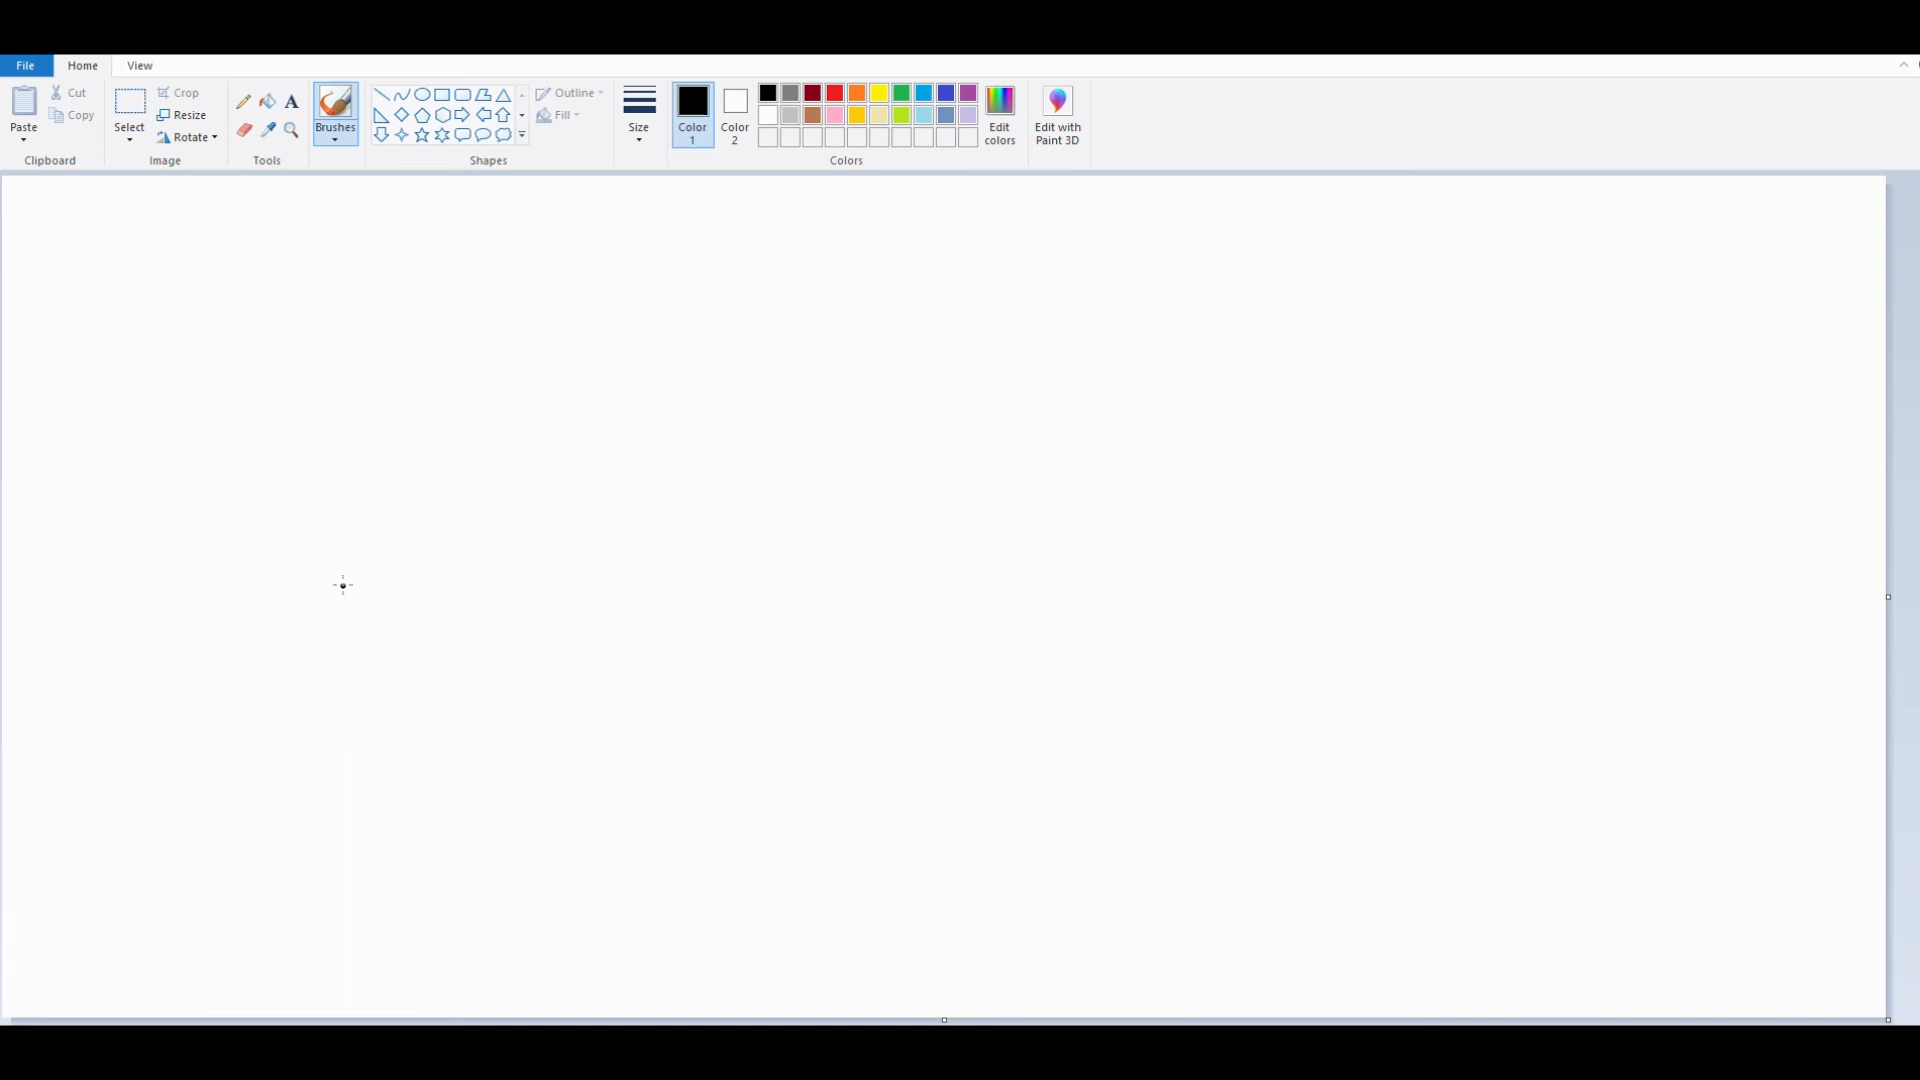 File Home View
Paste Cut Copy Clipboard
Select Crop Resize Rotate Image
A Tools
Brushes
Shapes Outline Fill
Size
Color 1 Color 2 Colors
Edit colors
Edit with Paint 3D